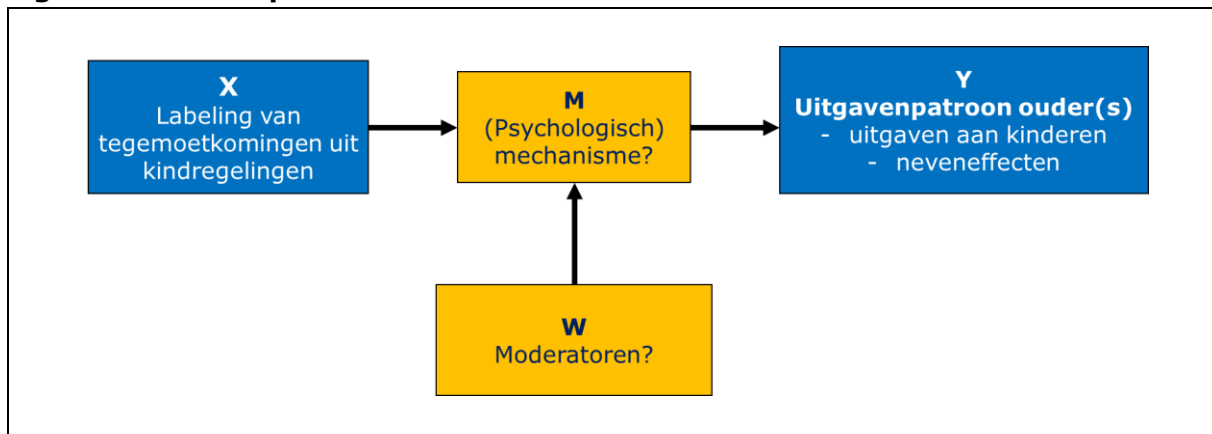 X
Labeling van
tegemoetkomingen uit
kindregelingen
M
(Psychologisch)
mechanisme?
Y
Uitgavenpatroon ouder(s)
- uitgaven aan kinderen
- neveneffecten
W
Moderatoren?